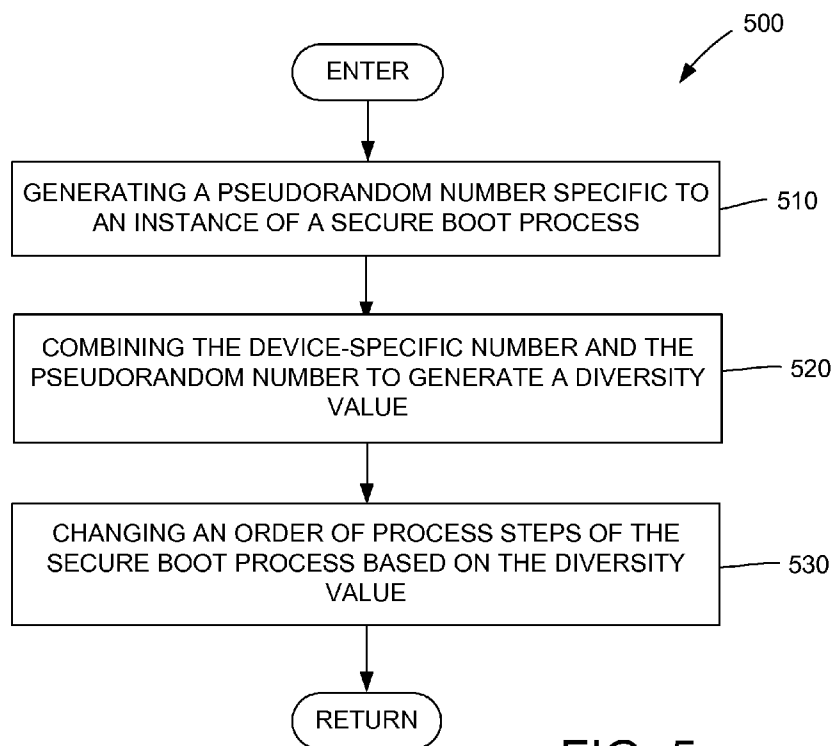 500
ENTER
GENERATING A PSEUDORANDOM NUMBER SPECIFIC TO
AN INSTANCE OF A SECURE BOOT PROCESS
510
COMBINING THE DEVICE-SPECIFIC NUMBER AND THE
PSEUDORANDOM NUMBER TO GENERATE A DIVERSITY
VALUE
520
CHANGING AN ORDER OF PROCESS STEPS OF THE
SECURE BOOT PROCESS BASED ON THE DIVERSITY
VALUE
530
RETURN
FIG. 5